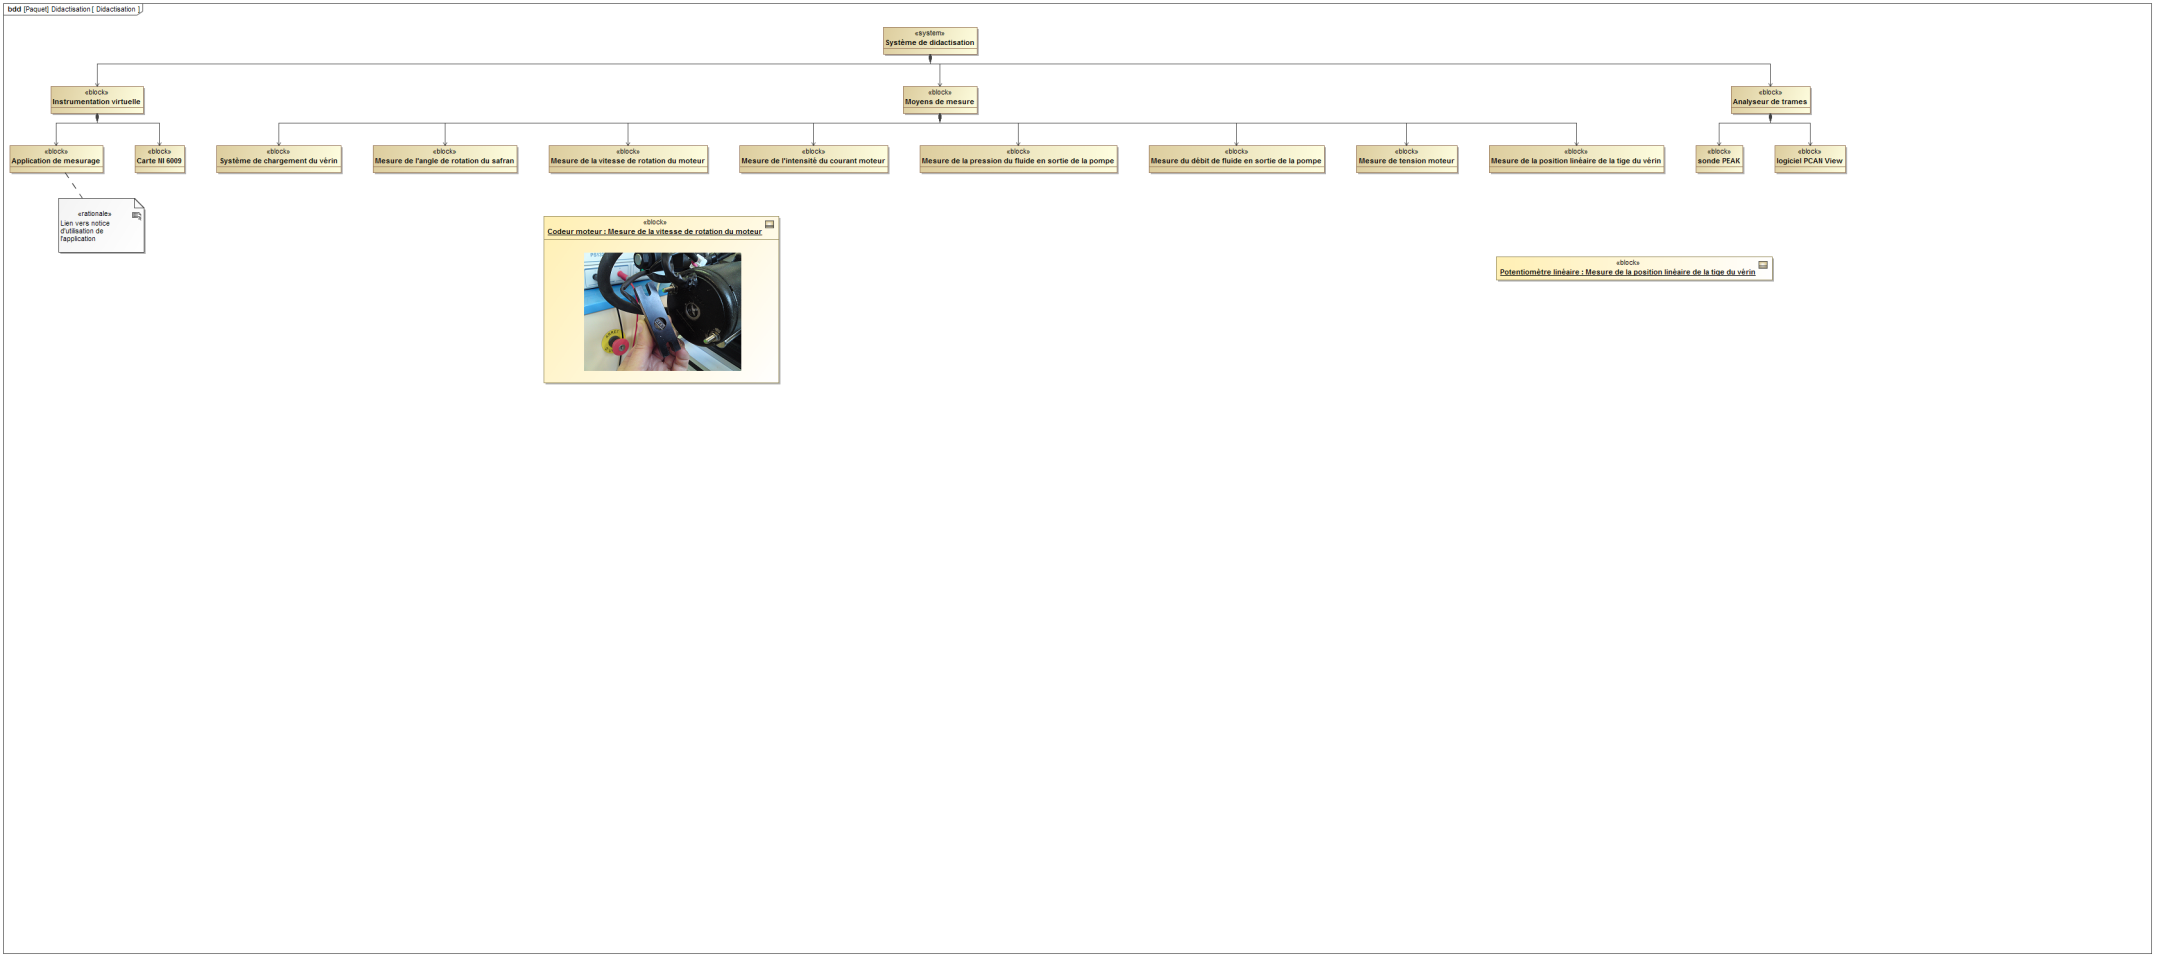 bdd [Paquet] Didactisation [ Didactisation ]
«system»
Système de didactisation
«block»
Instrumentation virtuelle
«block»
Moyens de mesure
«block»
Analyseur de trames
«block»
Application de mesurage
«block»
Carte NI 6009
«block»
Système de chargement du vérin
«block»
Mesure de l'angle de rotation du safran
«block»
Mesure de la vitesse de rotation du moteur
«block»
Mesure de l'intensité du courant moteur
«block»
Mesure de la pression du fluide en sortie de la pompe
«block»
Mesure du débit de fluide en sortie de la pompe
«block»
Mesure de tension moteur
«block»
Mesure de la position linéaire de la tige du vérin
«block»
sonde PEAK
«block»
logiciel PCAN View
«rationale»
Lien vers notice
d'utilisation de
l'application
«block»
Codeur moteur : Mesure de la vitesse de rotation du moteur
«block»
Potentiomètre linéaire : Mesure de la position linéaire de la tige du vérin